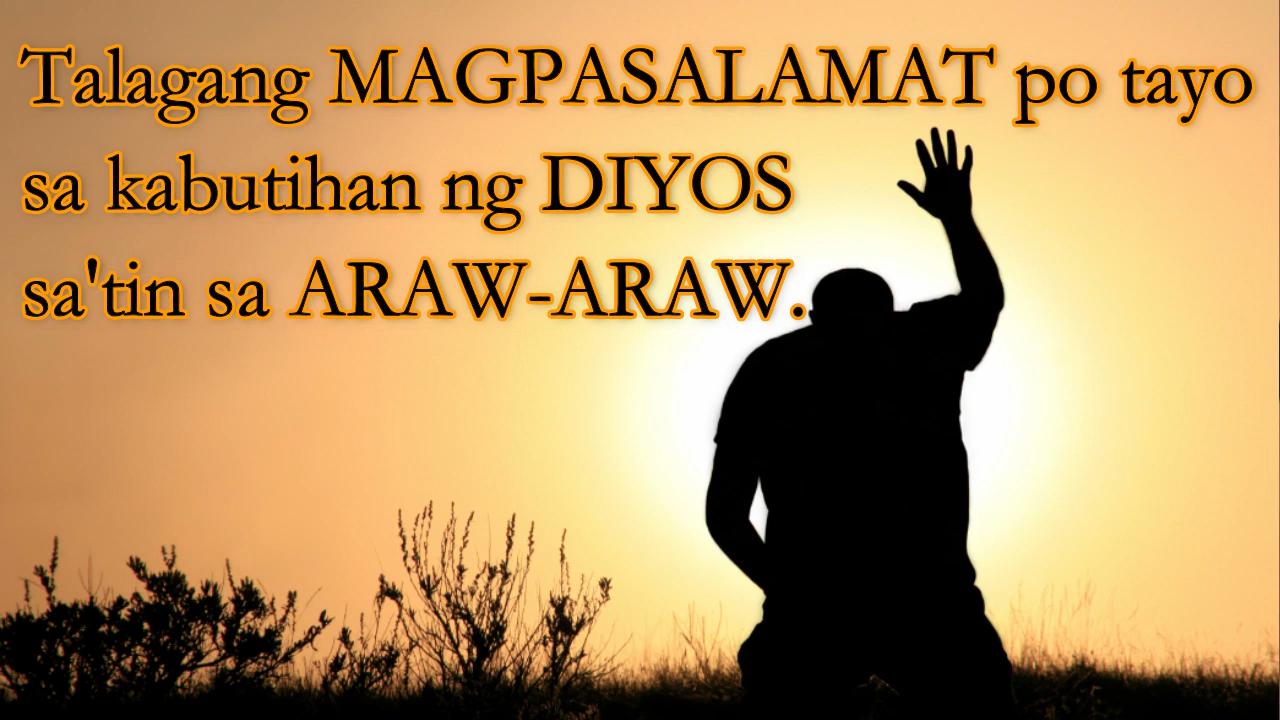 Talagang MAGPASALAMAT po tayo
sa kabutihan ng DIYOS
sa'tin sa ARAW-ARAW.